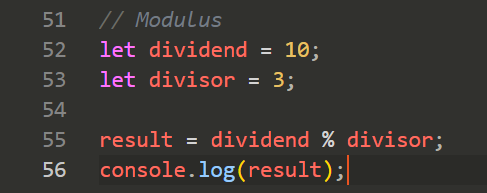 51 // Modulus
52 let dividend = 10;
53 let divisor = 3;
54
55 result = dividend % divisor;
56 console.log(result);